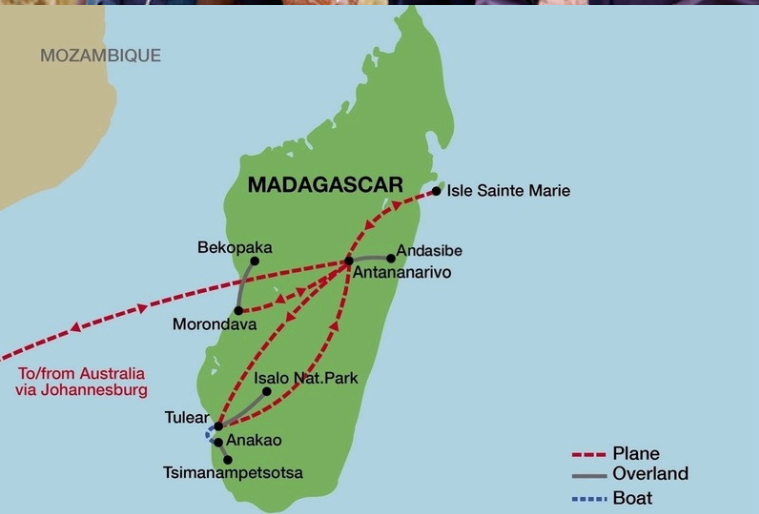 MOZAMBIQUE
MADAGASCAR
Isle Sainte Marie
Bekopaka
Andasibe
Antananarivo
Morondava
To/from Australia
via Johannesburg
Isalo Nat.Park
Tulear
Anakao
Tsimanampetsotsa
Plane
Overland
Boat